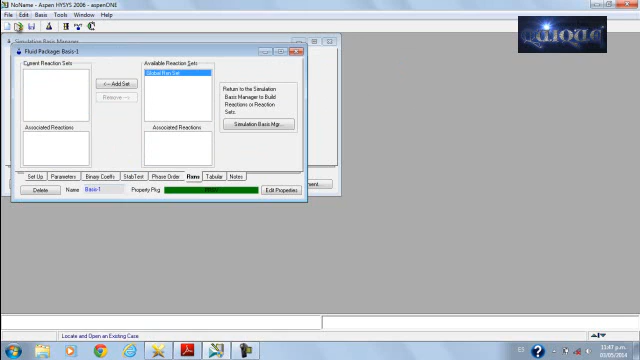 NoName - Aspen HYSYS 2006 - aspenONE
File Edit Basis Tools Window Help
QUIQUE
Simulation Basis Manager
Fluid Package: Basis-1
Current Reaction Sets
Available Reaction Sets
Global Rxn Set
<-- Add Set
Remove -->
Return to the Simulation
Basis Manager to Build
Reactions or Reaction
Sets.
Simulation Basis Mgr...
Associated Reactions
Associated Reactions
Set Up Parameters Binary Coeffs StabTest Phase Order Rxns Tabular Notes
Delete Name Basis-1 Property Pkg Edit Properties
Locate and Open an Existing Case
ES
11:47 p.m.
03/05/2014